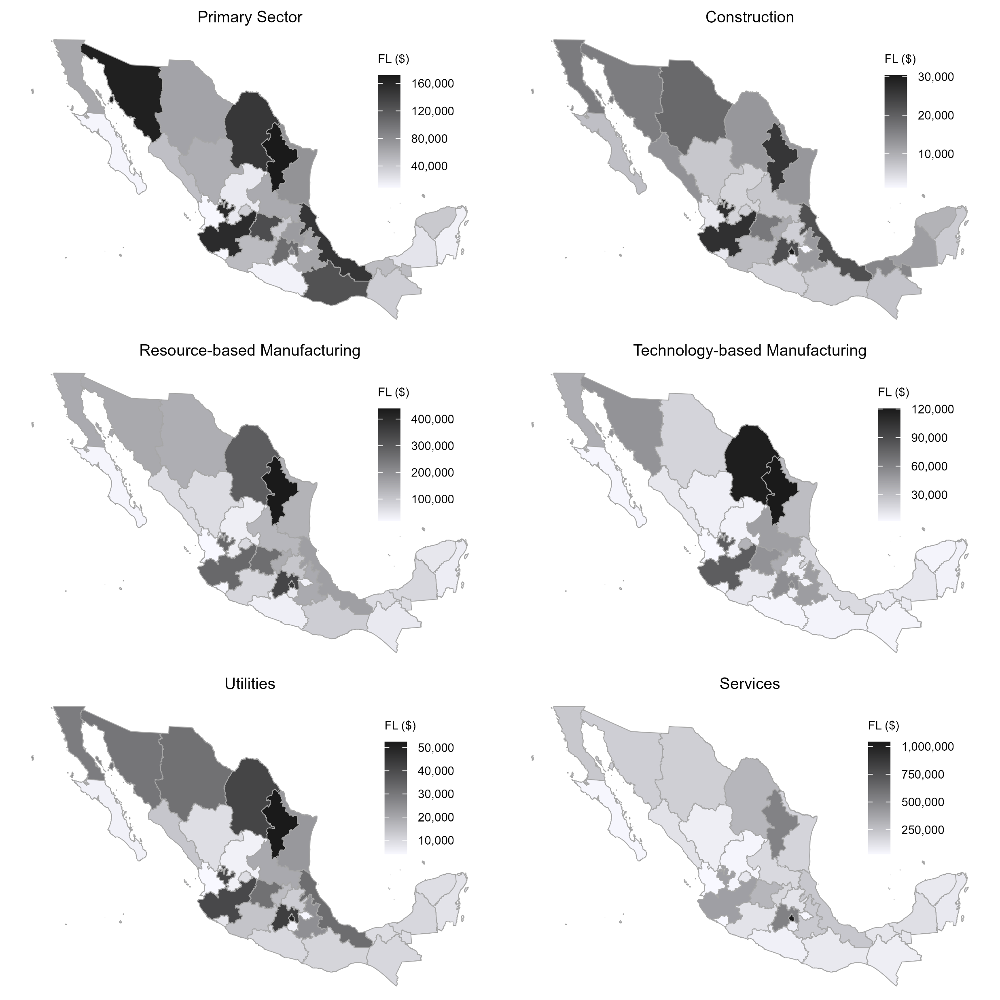 Primary Sector
FL ($)
160,000
120,000
80,000
40,000
Construction
FL ($)
30,000
20,000
10,000
Resource-based Manufacturing
FL ($)
400,000
300,000
200,000
100,000
Technology-based Manufacturing
FL ($)
120,000
90,000
60,000
30,000
Utilities
FL ($)
50,000
40,000
30,000
20,000
10,000
Services
FL ($)
1,000,000
750,000
500,000
250,000